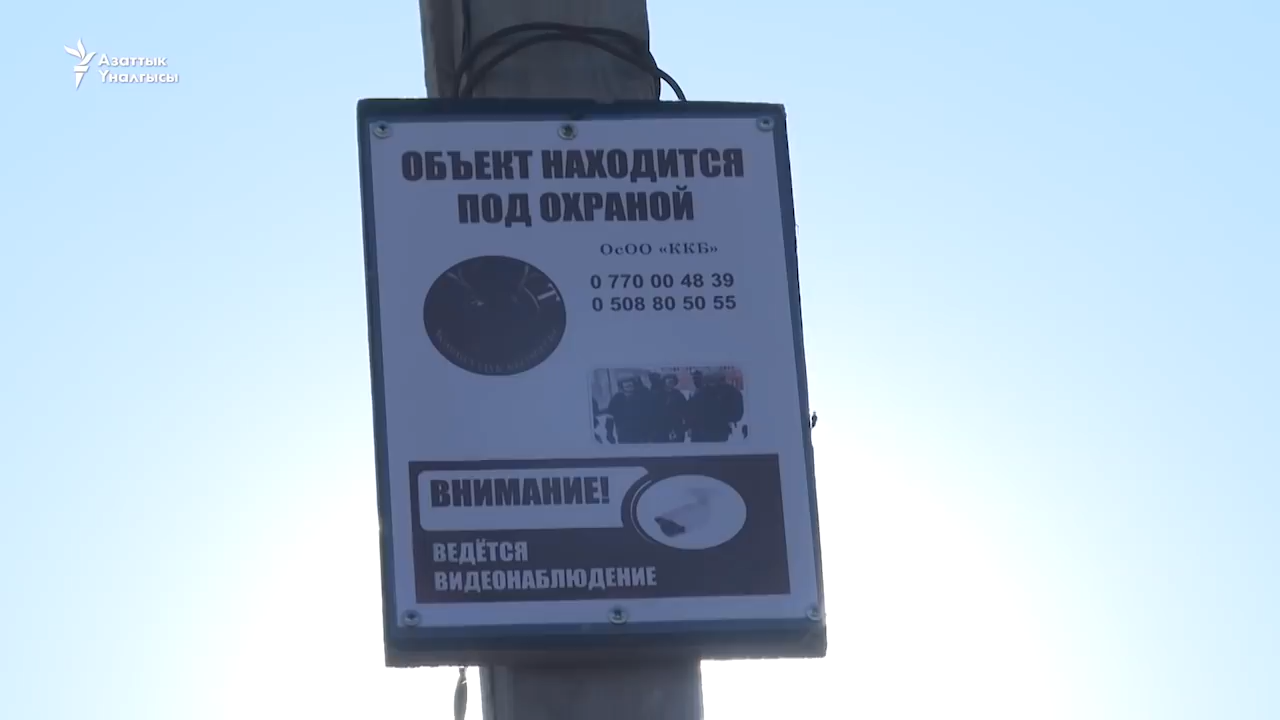 Азаттык
Үналгысы
ОБЪЕКТ НАХОДИТСЯ
ПОД ОХРАНОЙ
ОсОО «ККБ»
0 770 00 48 39
0 508 80 50 55
ВНИМАНИЕ!
ВЕДЁТСЯ
ВИДЕОНАБЛЮДЕНИЕ